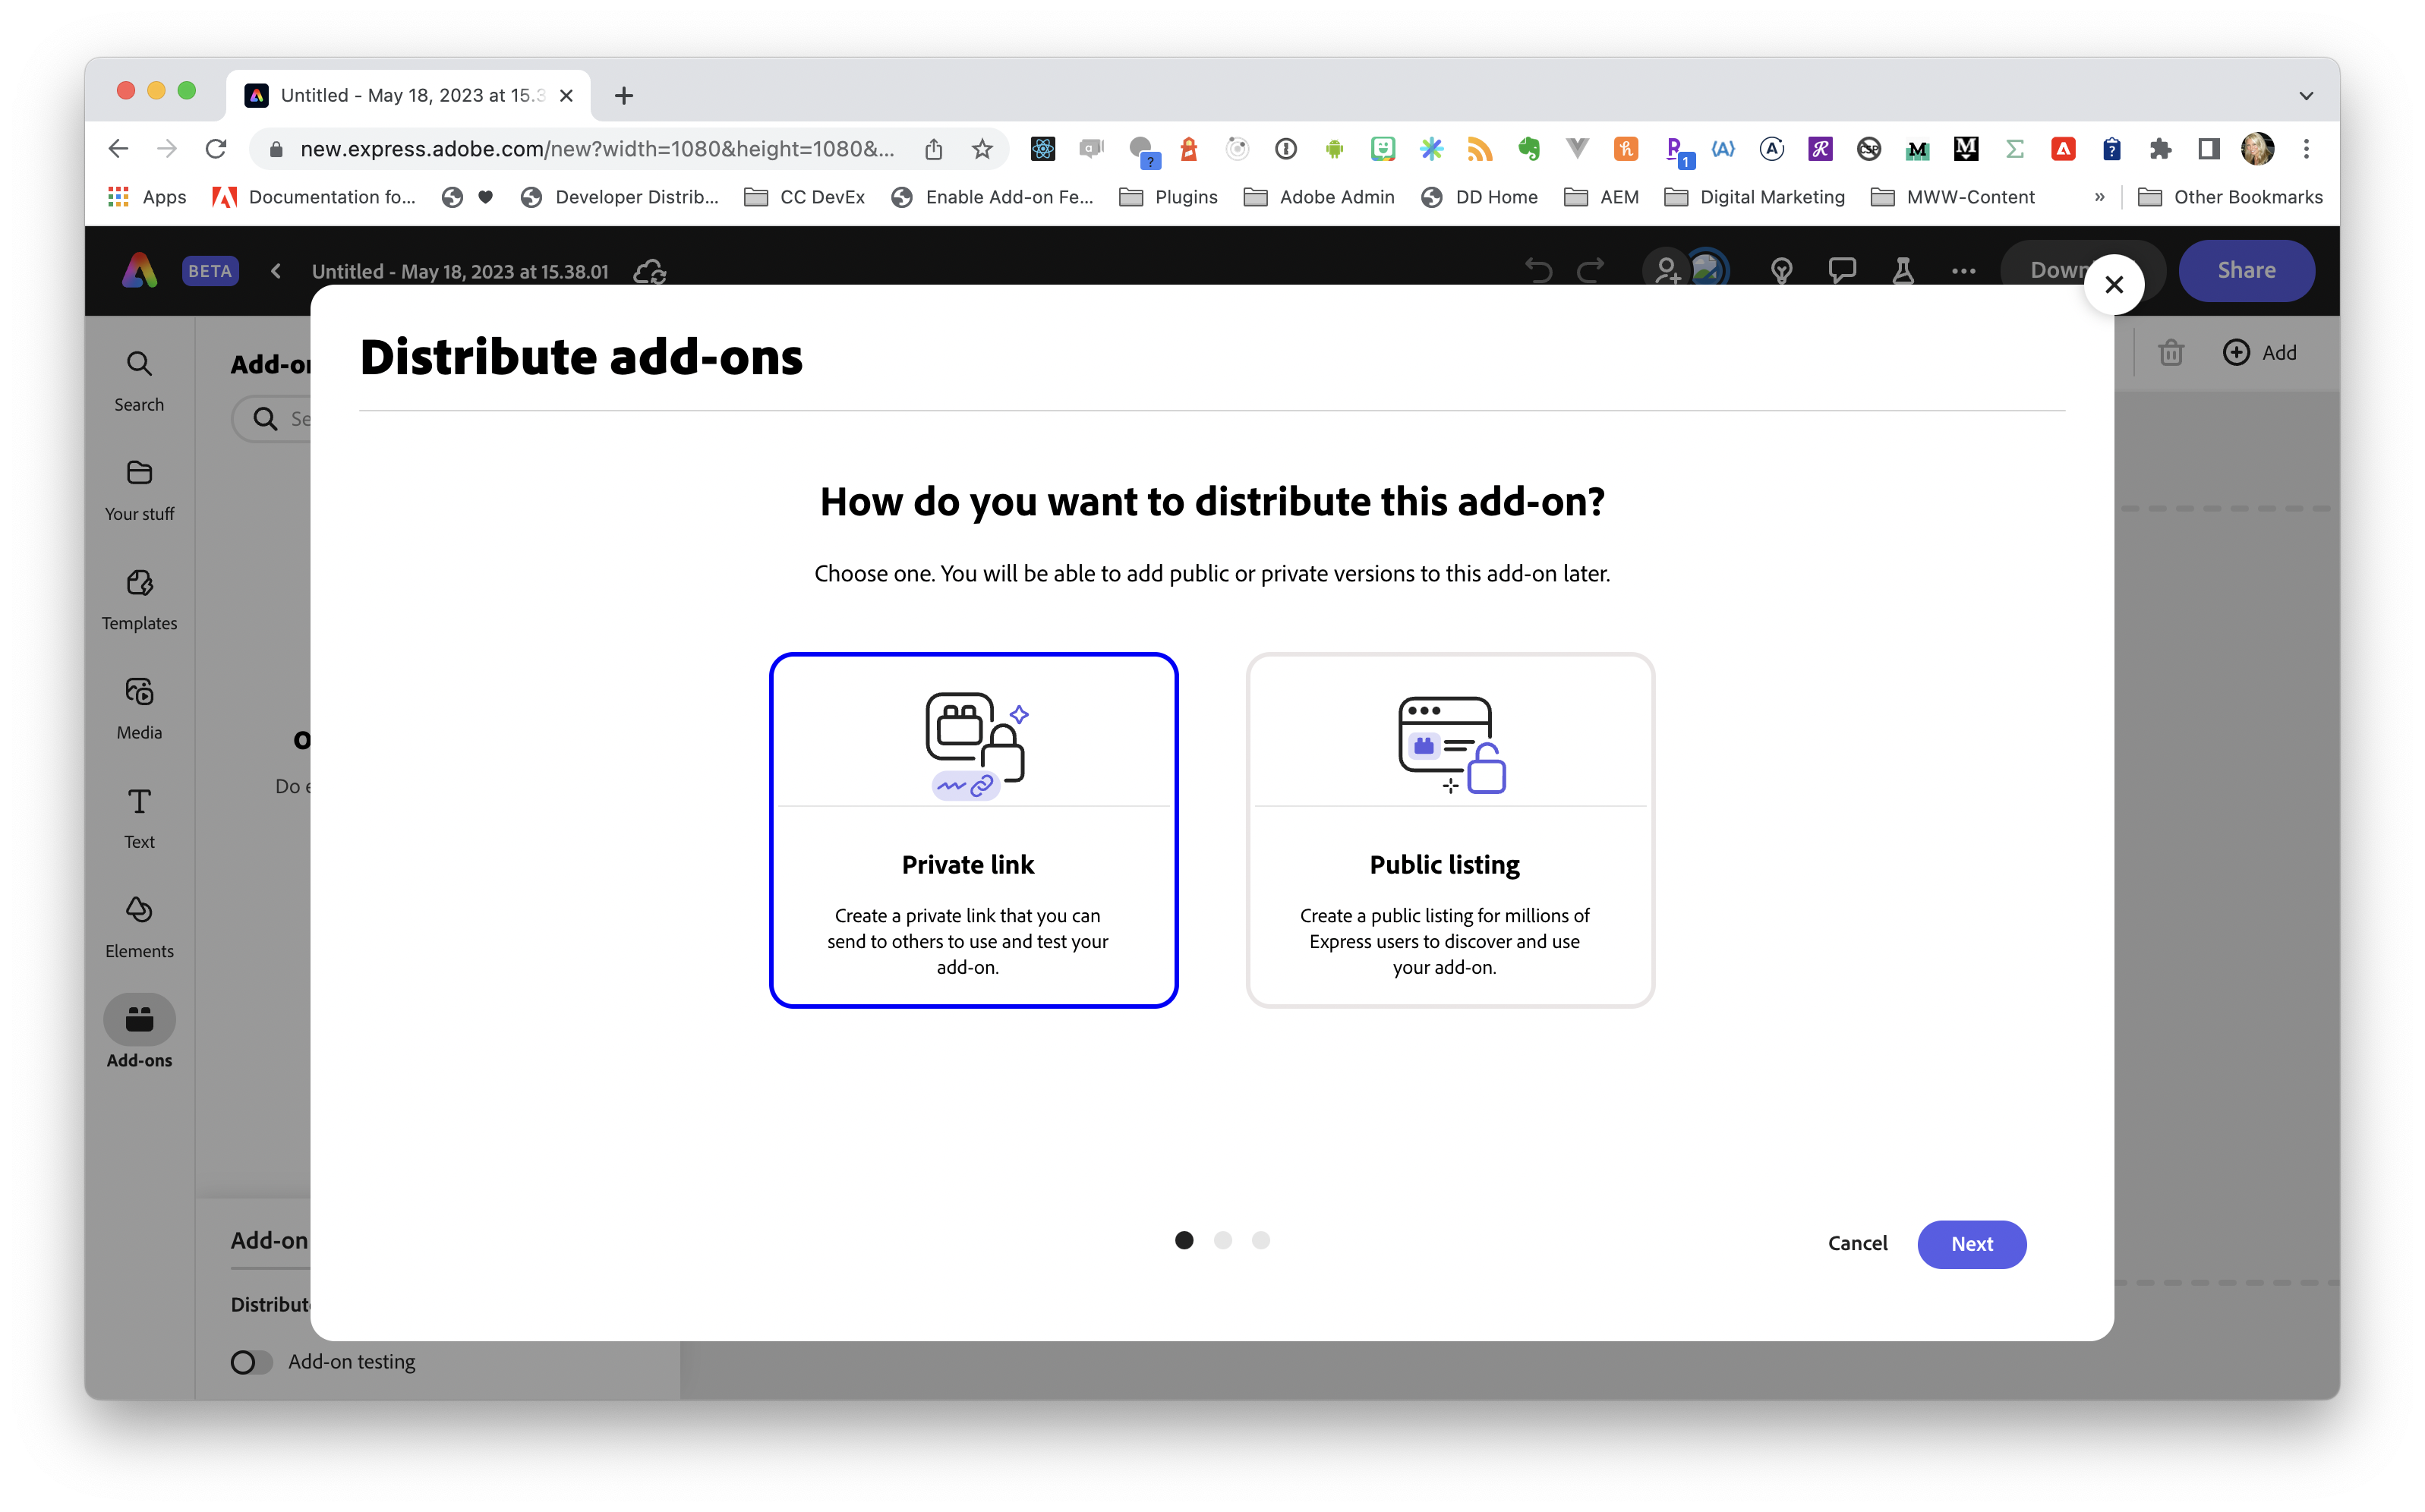 Untitled - May 18, 2023 at 15.3
new.express.adobe.com/new?width=1080&height=1080&...
Apps
Documentation fo...
Developer Distrib...
CC DevEx
Enable Add-on Fe...
Plugins
Adobe Admin
DD Home
AEM
Digital Marketing
MWW-Content
»
Other Bookmarks
BETA
Untitled - May 18, 2023 at 15.38.01
Down
Share
Add
Search
Your stuff
Templates
Media
Text
Elements
Add-ons
Add-o
Se
Do e
Add-on
Distribut
Add-on testing
Distribute add-ons
How do you want to distribute this add-on?
Choose one. You will be able to add public or private versions to this add-on later.
Private link
Create a private link that you can
send to others to use and test your
add-on.
Public listing
Create a public listing for millions of
Express users to discover and use
your add-on.
Cancel
Next